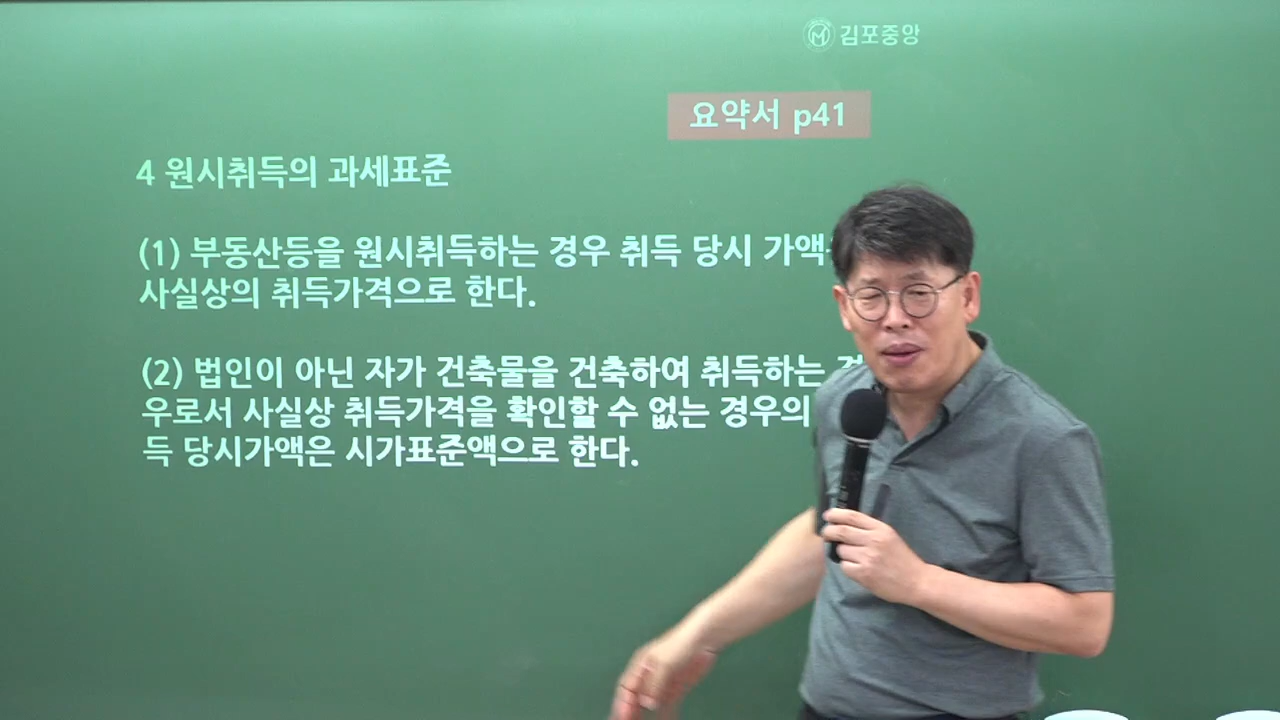 김포중앙
요약서 p41
4 원시취득의 과세표준
(1) 부동산등을 원시취득하는 경우 취득 당시 가액
사실상의 취득가격으로 한다.
(2) 법인이 아닌 자가 건축물을 건축하여 취득하는
우로서 사실상 취득가격을 확인할 수 없는 경우의
득 당시가액은 시가표준액으로 한다.